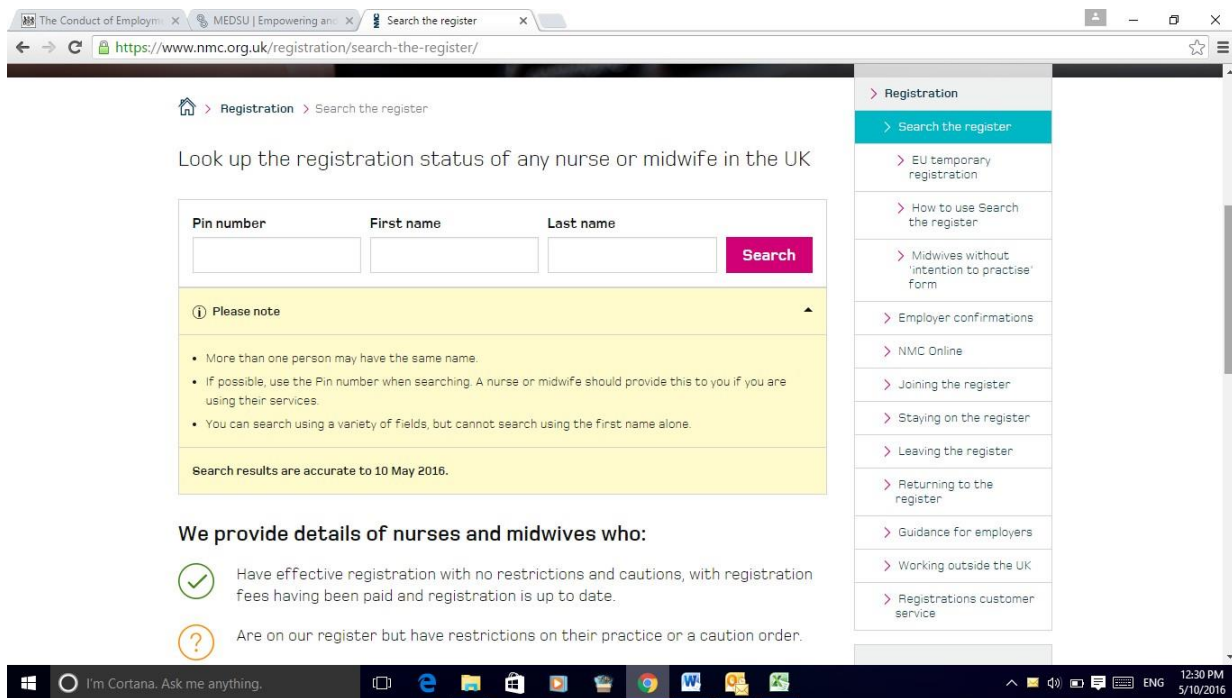 The Conduct of Employm
MEDSU | Empowering and
Search the register
https://www.nmc.org.uk/registration/search-the-register/
Registration > Search the register
Look up the registration status of any nurse or midwife in the UK
Pin number First name Last name
Search
Please note
• More than one person may have the same name.
• If possible, use the Pin number when searching. A nurse or midwife should provide this to you if you are
using their services.
• You can search using a variety of fields, but cannot search using the first name alone.
Search results are accurate to 10 May 2016.
We provide details of nurses and midwives who:
Have effective registration with no restrictions and cautions, with registration
fees having been paid and registration is up to date.
Are on our register but have restrictions on their practice or a caution order.
Registration
Search the register
EU temporary
registration
How to use Search
the register
Midwives without
'intention to practise'
form
Employer confirmations
NMC Online
Joining the register
Staying on the register
Leaving the register
Returning to the
register
Guidance for employers
Working outside the UK
Registrations customer
service
I'm Cortana. Ask me anything.
ENG
12:30 PM
5/10/2016